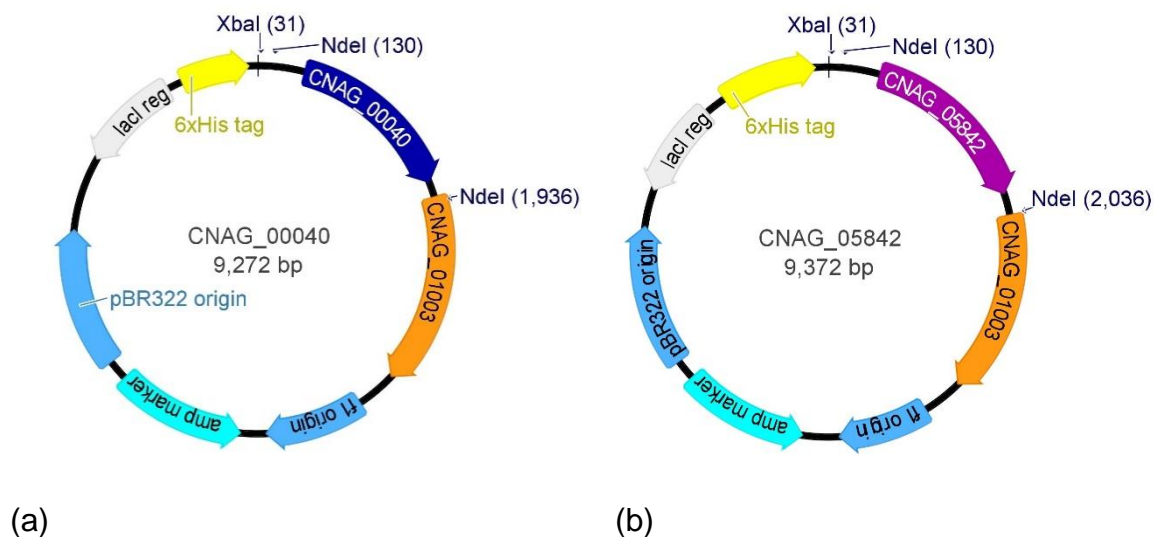 XbaI (31)
NdeI (130)
CNAG_00040
NdeI (1,936)
CNAG_01003
f1 origin
amp marker
pBR322 origin
lacI reg
6xHis tag
CNAG_00040
9,272 bp
(a)
XbaI (31)
NdeI (130)
CNAG_05842
NdeI (2,036)
CNAG_01003
f1 origin
amp marker
pBR322 origin
lacI reg
6xHis tag
CNAG_05842
9,372 bp
(b)